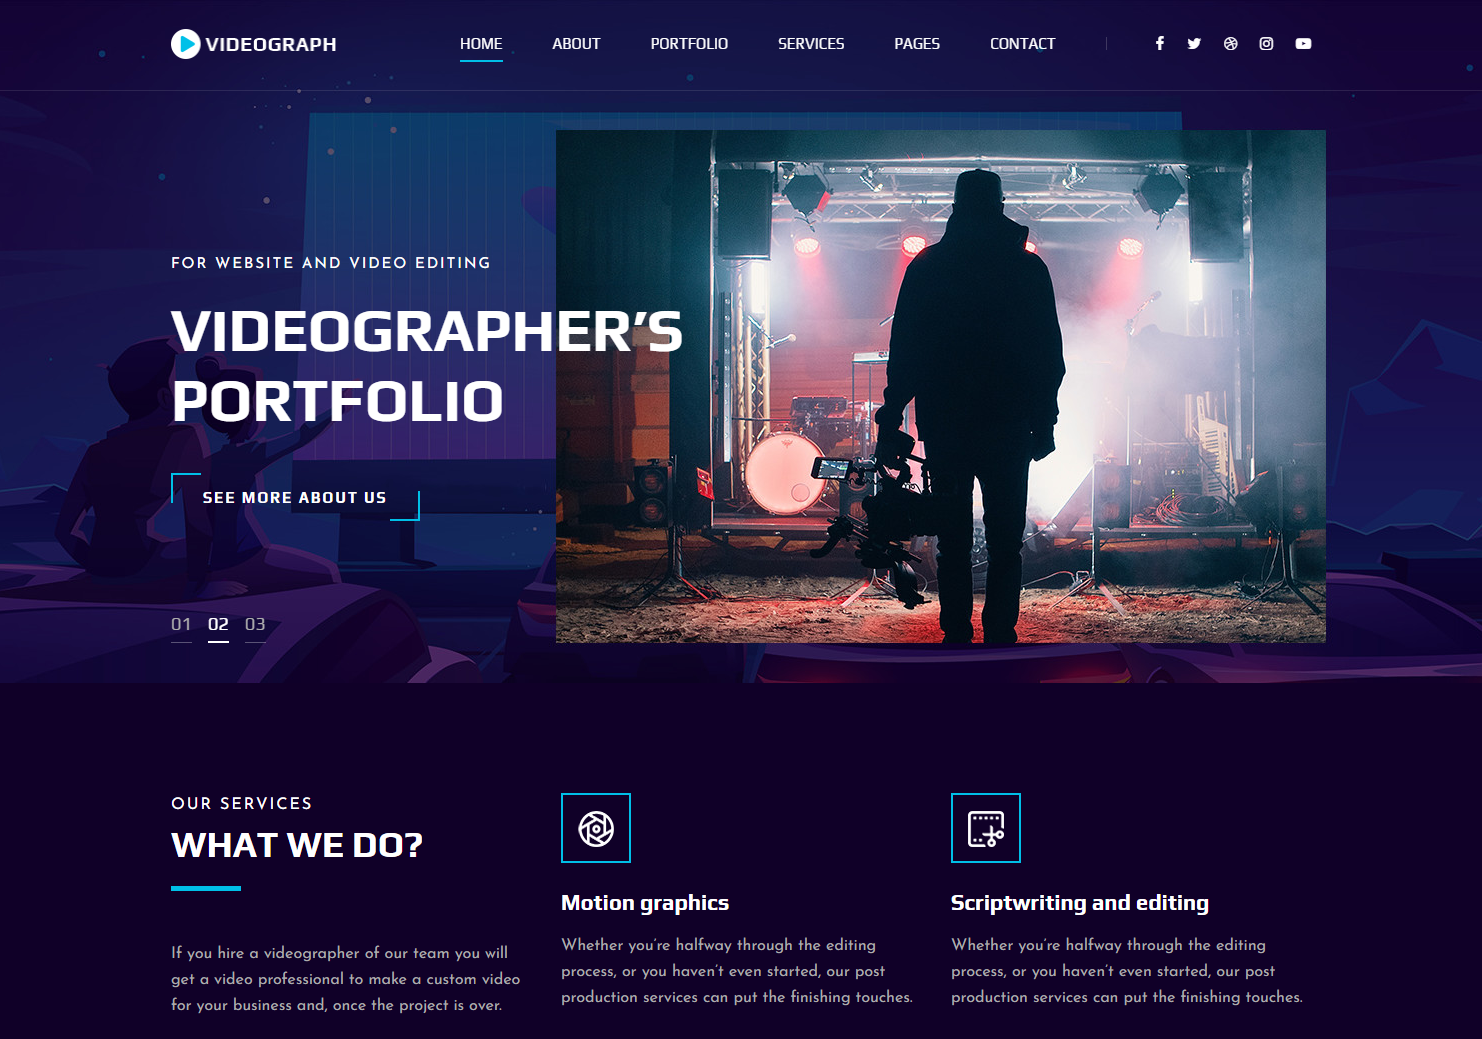 VIDEOGRAPH
HOME ABOUT PORTFOLIO SERVICES PAGES CONTACT
FOR WEBSITE AND VIDEO EDITING
VIDEOGRAPHER'S
PORTFOLIO
SEE MORE ABOUT US
01 02 03
OUR SERVICES
WHAT WE DO?
If you hire a videographer of our team you will
get a video professional to make a custom video
for your business and, once the project is over.
Motion graphics
Whether you're halfway through the editing
process, or you haven't even started, our post
production services can put the finishing touches.
Scriptwriting and editing
Whether you're halfway through the editing
process, or you haven't even started, our post
production services can put the finishing touches.